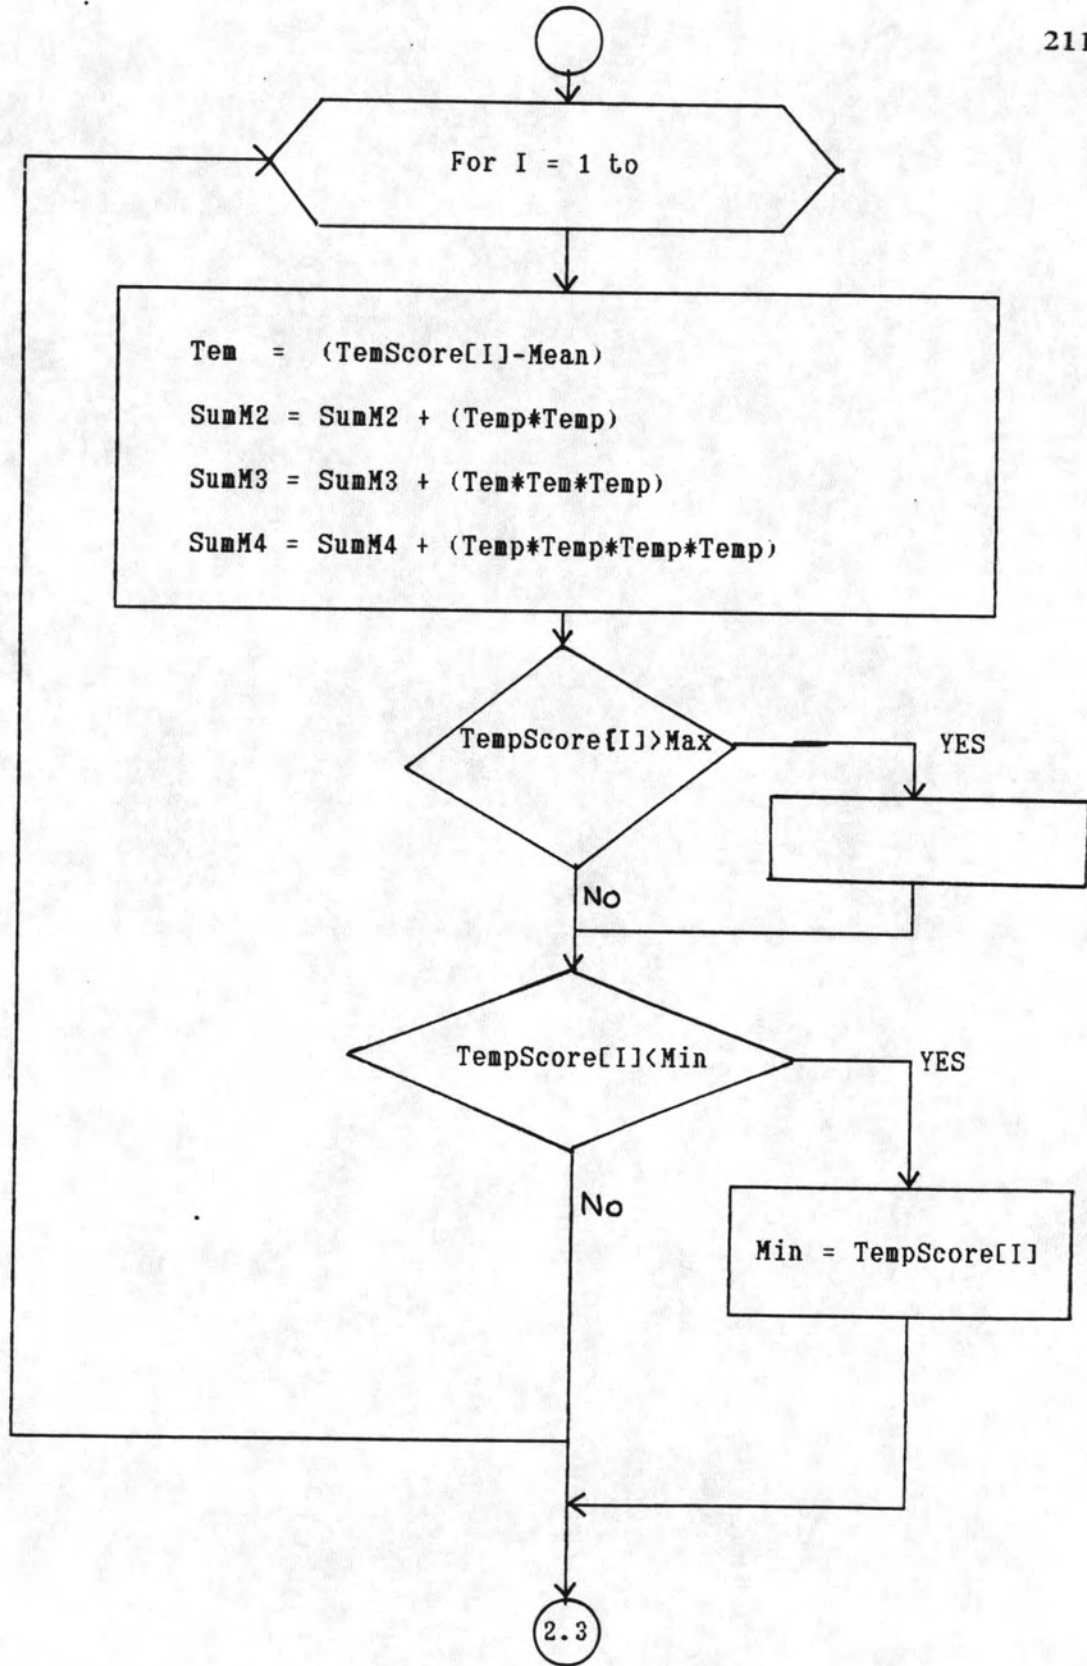 211
For I = 1 to
Tem = (TemScore[I]-Mean)
SumM2 = SumM2 + (Temp*Temp)
SumM3 = SumM3 + (Tem*Tem*Temp)
SumM4 = SumM4 + (Temp*Temp*Temp*Temp)
TempScore[I]>Max
YES
No
TempScore[I]<Min
YES
No
Min = TempScore[I]
2.3